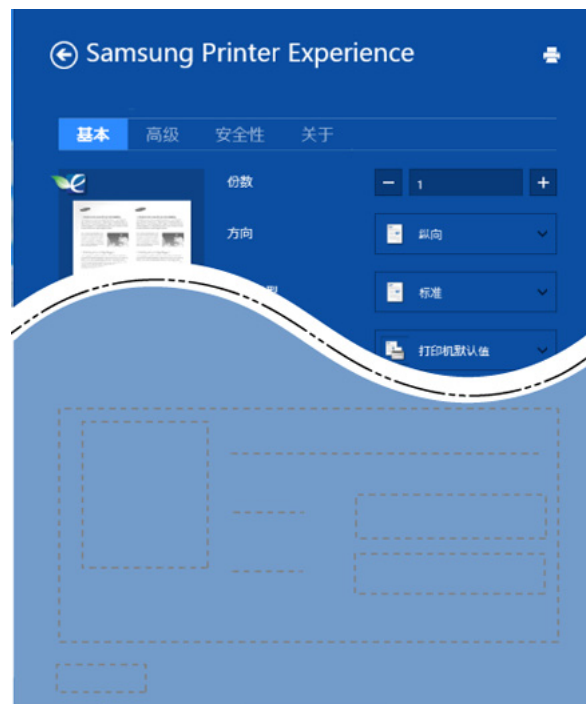 Samsung Printer Experience
基本 高级 安全性 关于
份数 1
方向 纵向
型 标准
打印机默认值